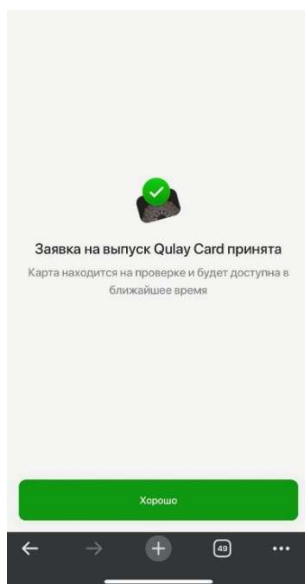 Заявка на выпуск Qulay Card принята
Карта находится на проверке и будет доступна в
ближайшее время
Хорошо
49